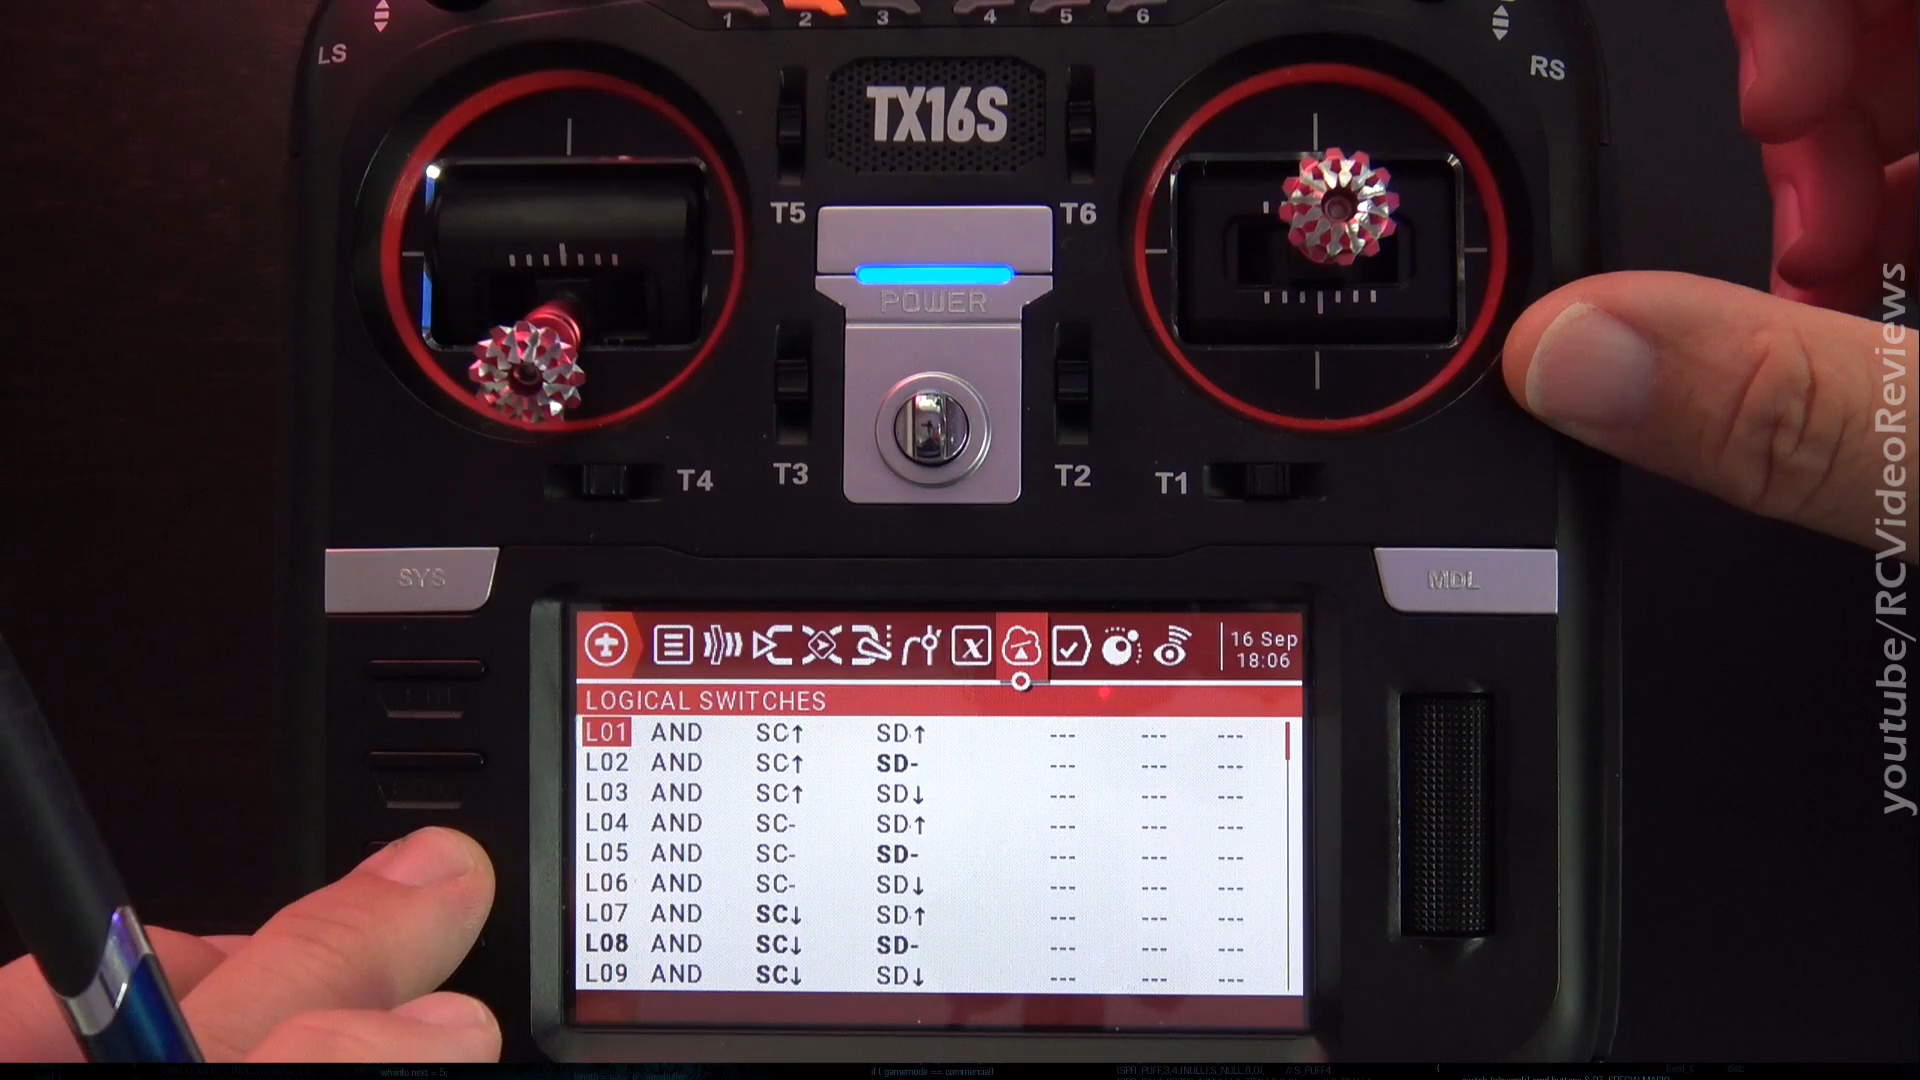 1 2 3 4 5 6
LS
RS
TX16S
T5
T6
POWER
T4
T3
T2
T1
SYS
MDL
16 Sep
18:06
LOGICAL SWITCHES
L01 AND SC↑ SD↑ --- --- ---
L02 AND SC↑ SD- --- --- ---
L03 AND SC↑ SD↓ --- --- ---
L04 AND SC- SD↑ --- --- ---
L05 AND SC- SD- --- --- ---
L06 AND SC- SD↓ --- --- ---
L07 AND SC↓ SD↑ --- --- ---
L08 AND SC↓ SD- --- --- ---
L09 AND SC↓ SD↓ --- --- ---
youtube/RCVideoReviews
if ( gamemode == commercial)